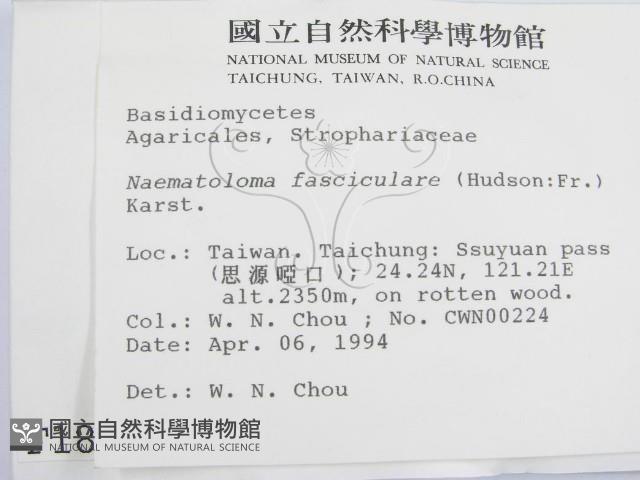 國立自然科學博物館
NATIONAL MUSEUM OF NATURAL SCIENCE
TAICHUNG, TAIWAN, R.O.CHINA
Basidiomycetes
Agaricales, Strophariaceae
Naematoloma fasciculare (Hudson:Fr.)
Karst.
Loc.: Taiwan. Taichung: Ssuyuan pass
(思源啞口); 24.24N, 121.21E
alt.2350m, on rotten wood.
Col.: W. N. Chou ; No. CWN00224
Date: Apr. 06, 1994
Det.: W. N. Chou
國立自然科學博物館
NATIONAL MUSEUM OF NATURAL SCIENCE